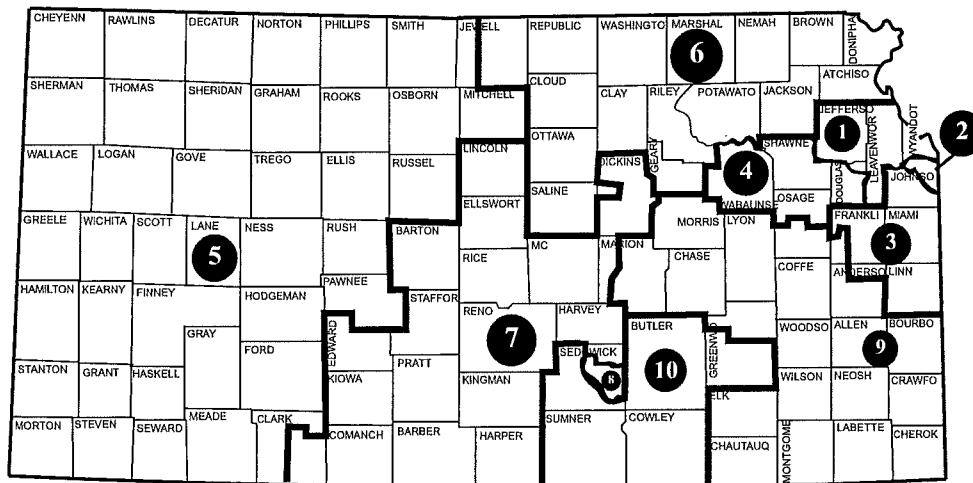 CHEYENN RAWLINS DECATUR NORTON PHILLIPS SMITH JEWELL REPUBLIC WASHINGTO MARSHAL NEMAH BROWN DONIPHA
6
ATCHISO
SHERMAN THOMAS SHERIDAN GRAHAM ROOKS OSBORN MITCHELL CLOUD CLAY RILEY POTAWATO JACKSON JEFFERSO
1 LEAVENWOR WYANDOT 2
WALLACE LOGAN GOVE TREGO ELLIS RUSSEL LINCOLN OTTAWA DICKINS GEARY SHAWNE
4 DOUGLAS JOHNSO
SALINE WABAUNSE OSAGE
ELLSWORT
GREELE WICHITA SCOTT LANE NESS RUSH BARTON MORRIS LYON FRANKLI MIAMI
5 RICE MC MARION CHASE COFFE 3
PAWNEE ANDERSO LINN
HAMILTON KEARNY FINNEY HODGEMAN STAFFOR
RENO HARVEY
GRAY EDWARD 7 BUTLER GREENWD WOODSO ALLEN BOURBO
FORD SEDGWICK 9
STANTON GRANT HASKELL KIOWA PRATT KINGMAN 8 10 WILSON NEOSH CRAWFO
ELK
MORTON STEVEN SEWARD MEADE CLARK COMANCH BARBER HARPER SUMNER COWLEY CHAUTAUQ MONTGOME LABETTE CHEROK